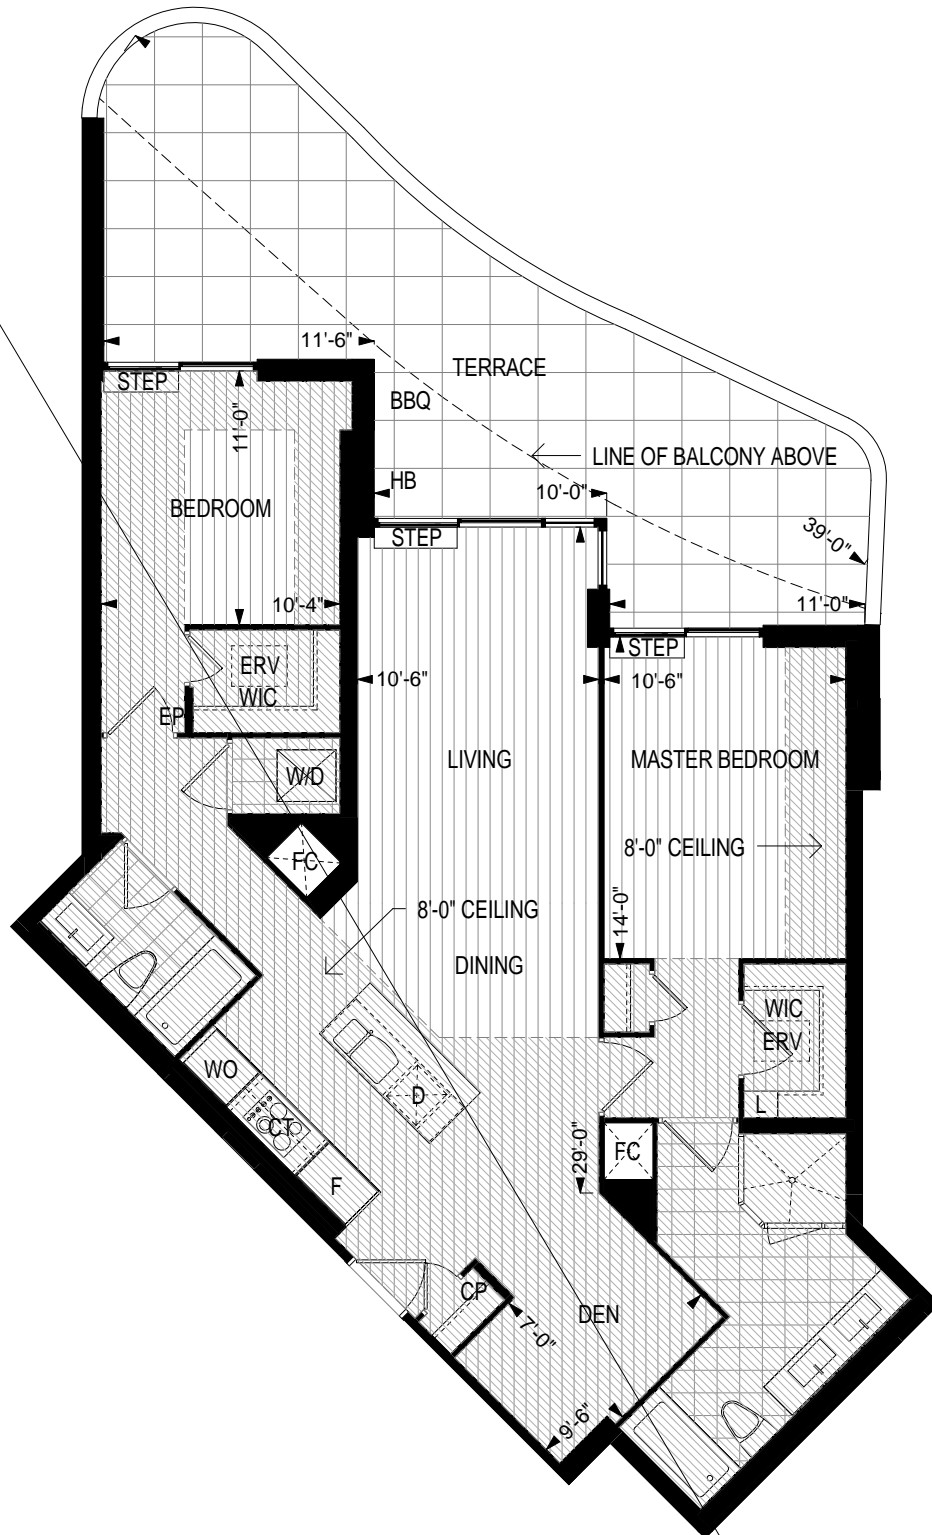 11'-6"
TERRACE
STEP
BBQ
11'-0"
LINE OF BALCONY ABOVE
HB
10'-0"
BEDROOM
STEP
39'-0"
10'-4"
11'-0"
STEP
ERV
WIC
10'-6"
10'-6"
EP
LIVING
MASTER BEDROOM
W/D
8'-0" CEILING
FC
8'-0" CEILING
14'-0"
DINING
WIC
ERV
WO
D
L
CT
FC
29'-0"
F
CP
DEN
7'-0"
9'-6"